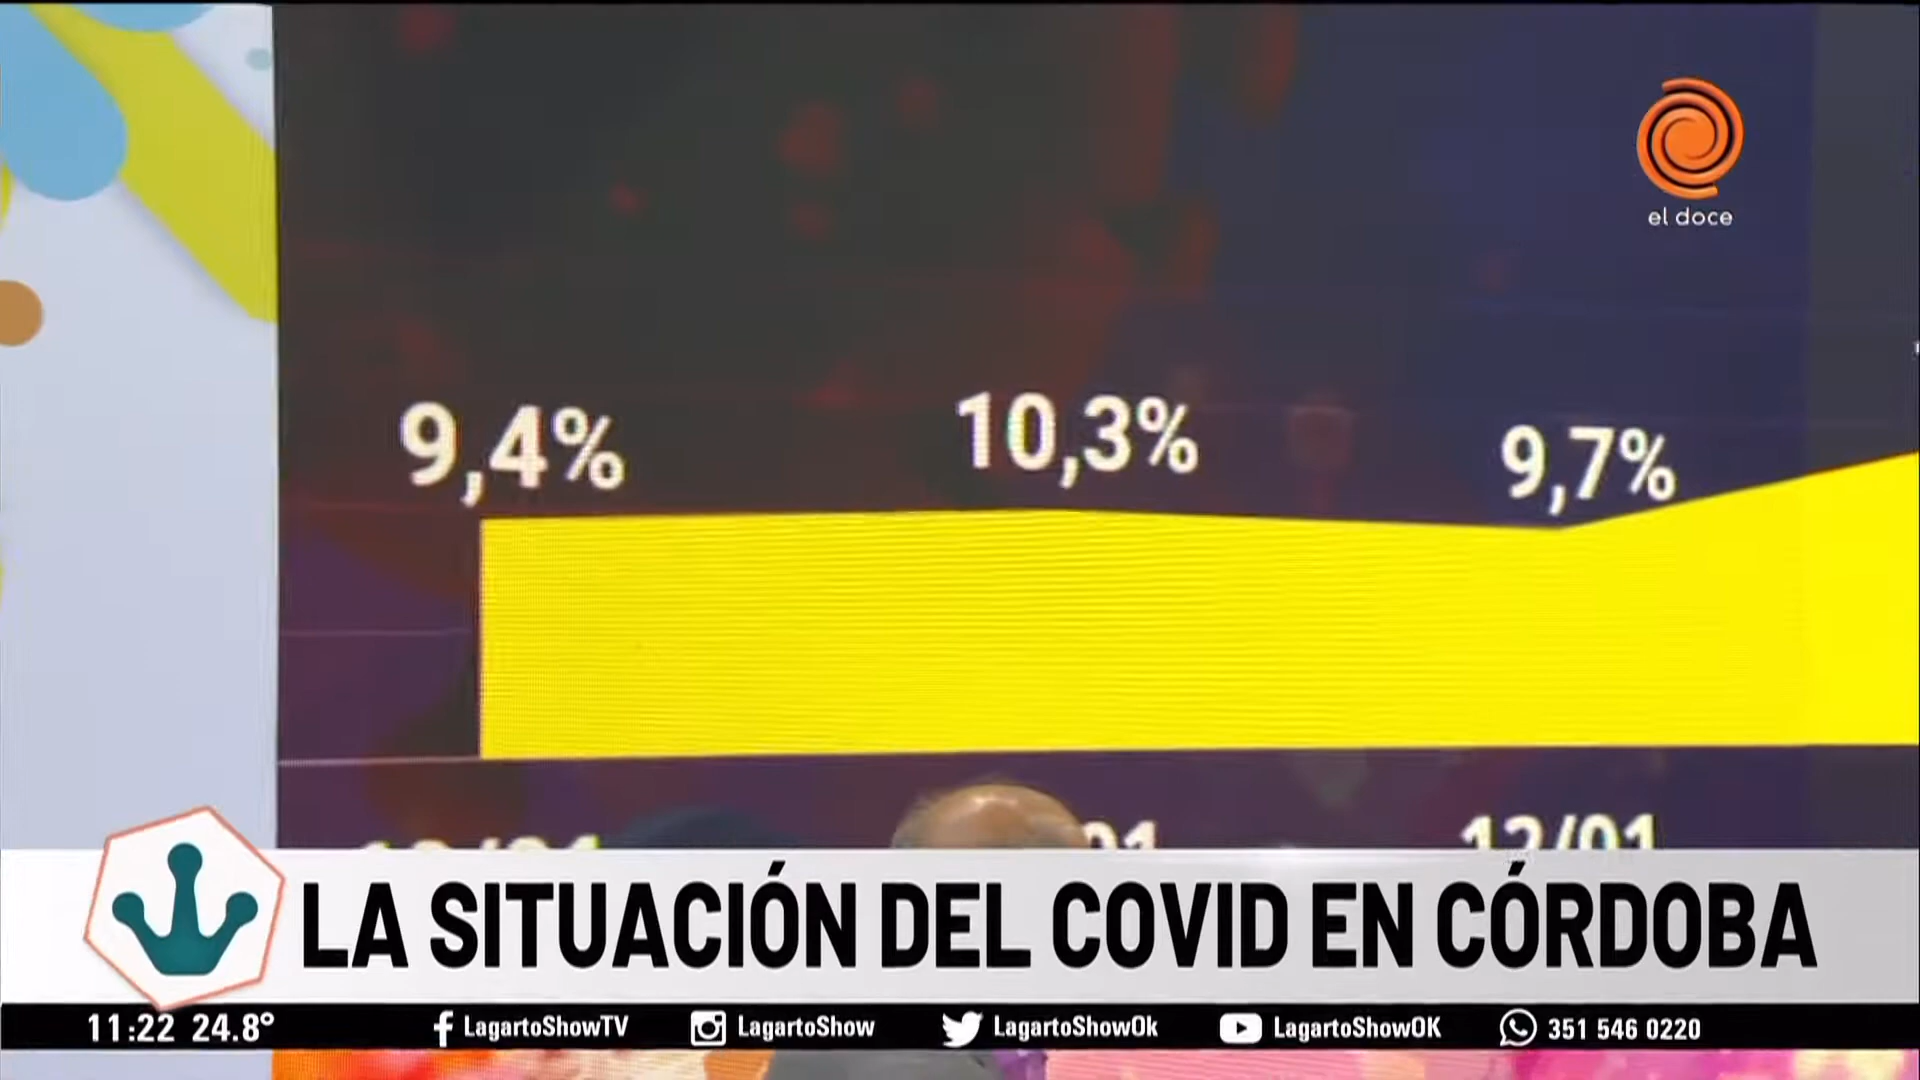 el doce
9,4%
10,3%
9,7%
12/01
LA SITUACIÓN DEL COVID EN CÓRDOBA
11:22 24.8°
LagartoShowTV
LagartoShow
LagartoShowOk
LagartoShowOK
351 546 0220